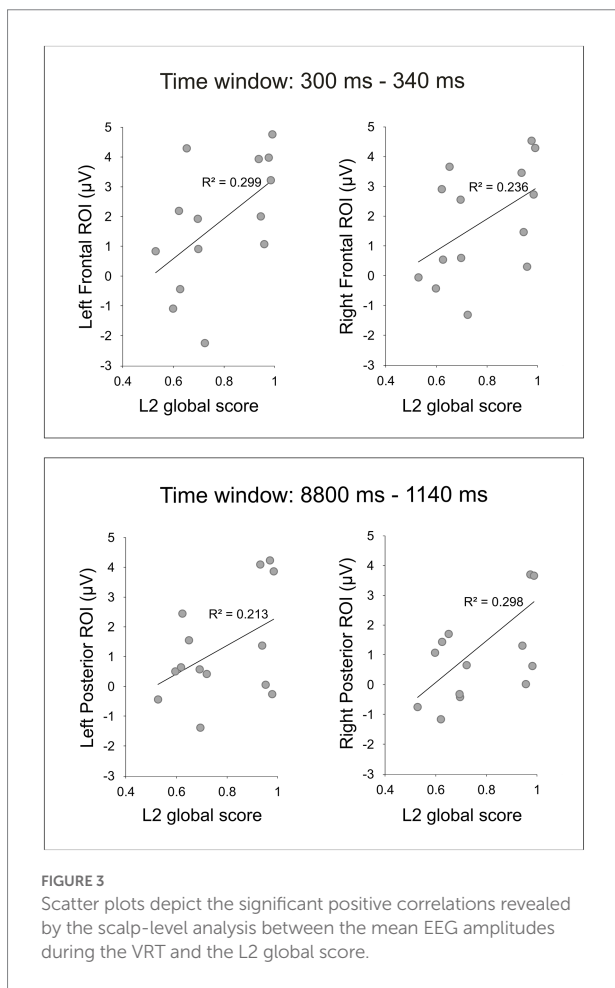 Time window: 300 ms - 340 ms
Left Frontal ROI (µV)
5
4
3
2
1
0
-1
-2
-3
R² = 0.299
0.4 0.6 0.8 1
L2 global score
Right Frontal ROI (µV)
5
4
3
2
1
0
-1
-2
-3
R² = 0.236
0.4 0.6 0.8 1
L2 global score
Time window: 8800 ms - 1140 ms
Left Posterior ROI (µV)
5
4
3
2
1
0
-1
-2
-3
R² = 0.213
0.4 0.6 0.8 1
L2 global score
Right Posterior ROI (µV)
5
4
3
2
1
0
-1
-2
-3
R² = 0.298
0.4 0.6 0.8 1
L2 global score
FIGURE 3
Scatter plots depict the significant positive correlations revealed
by the scalp-level analysis between the mean EEG amplitudes
during the VRT and the L2 global score.